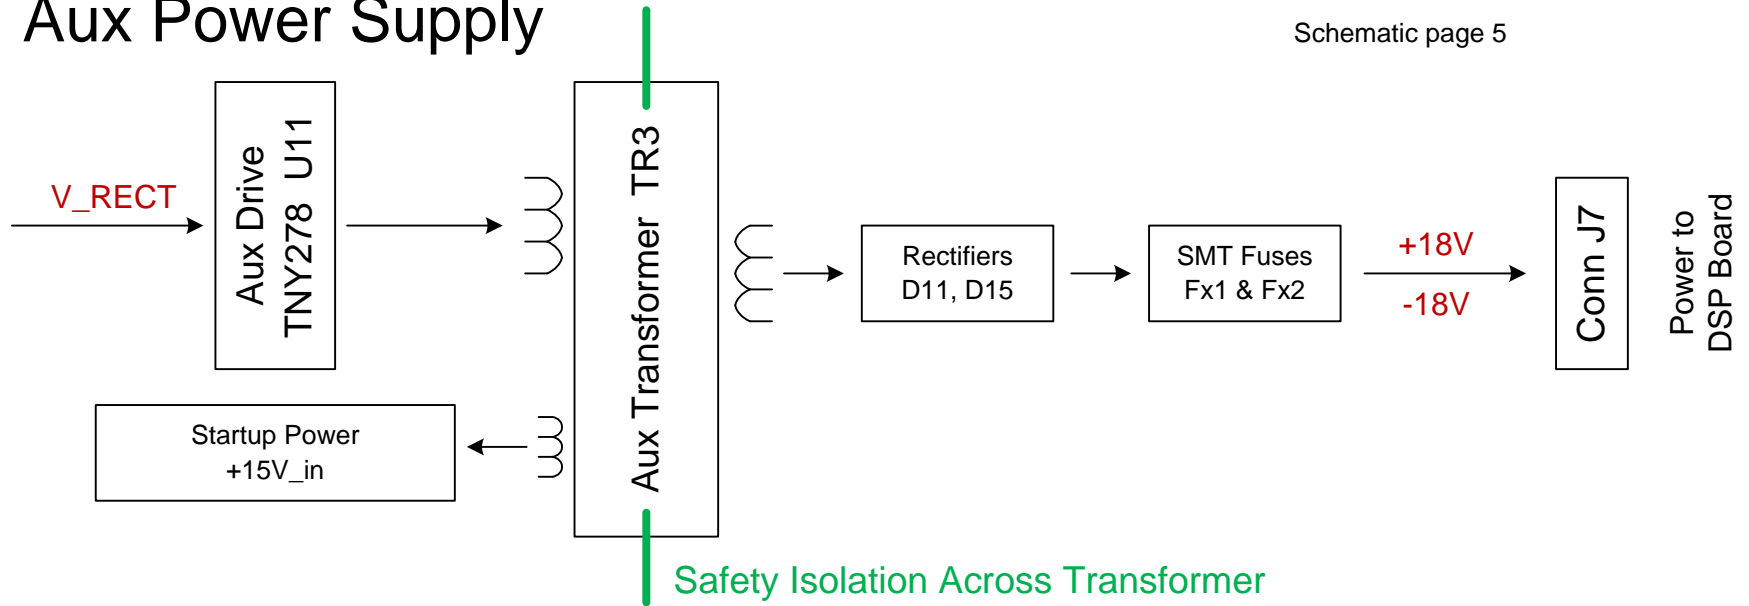 Aux Power Supply
Schematic page 5
V_RECT
Aux Drive
TNY278 U11
Aux Transformer TR3
Rectifiers
D11, D15
SMT Fuses
Fx1 & Fx2
+18V
-18V
Conn J7
Power to
DSP Board
Startup Power
+15V_in
Safety Isolation Across Transformer